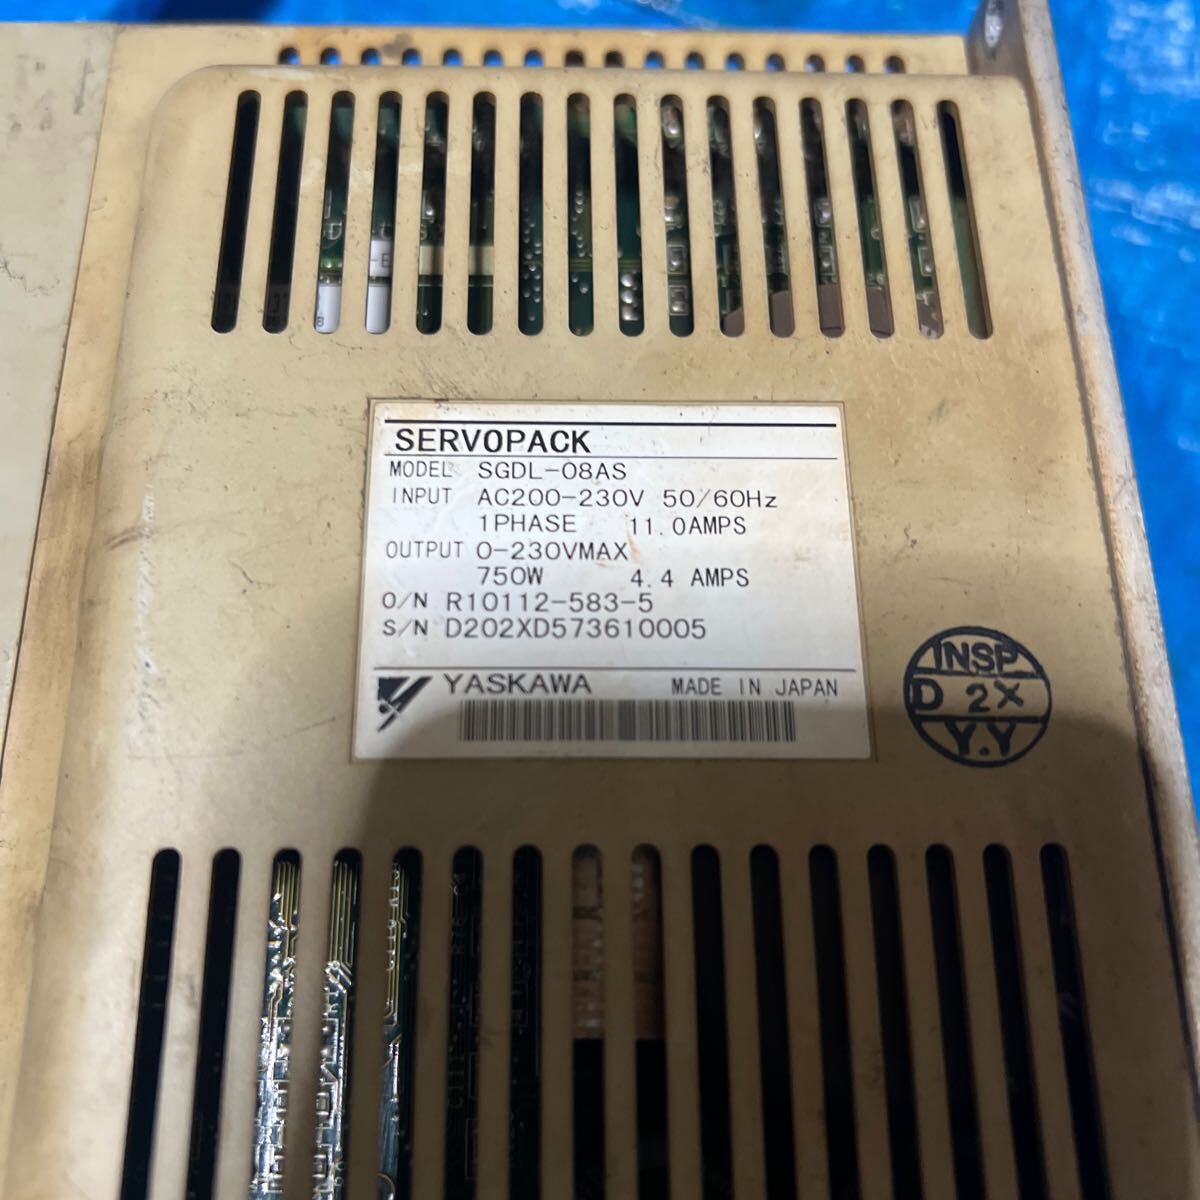 SERVOPACK
MODEL SGDL-08AS
INPUT AC200-230V 50/60Hz
1PHASE 11.0AMPS
OUTPUT 0-230VMAX
750W 4.4 AMPS
O/N R10112-583-5
S/N D202XD573610005
YASKAWA MADE IN JAPAN
INSP
D 2X
Y.Y